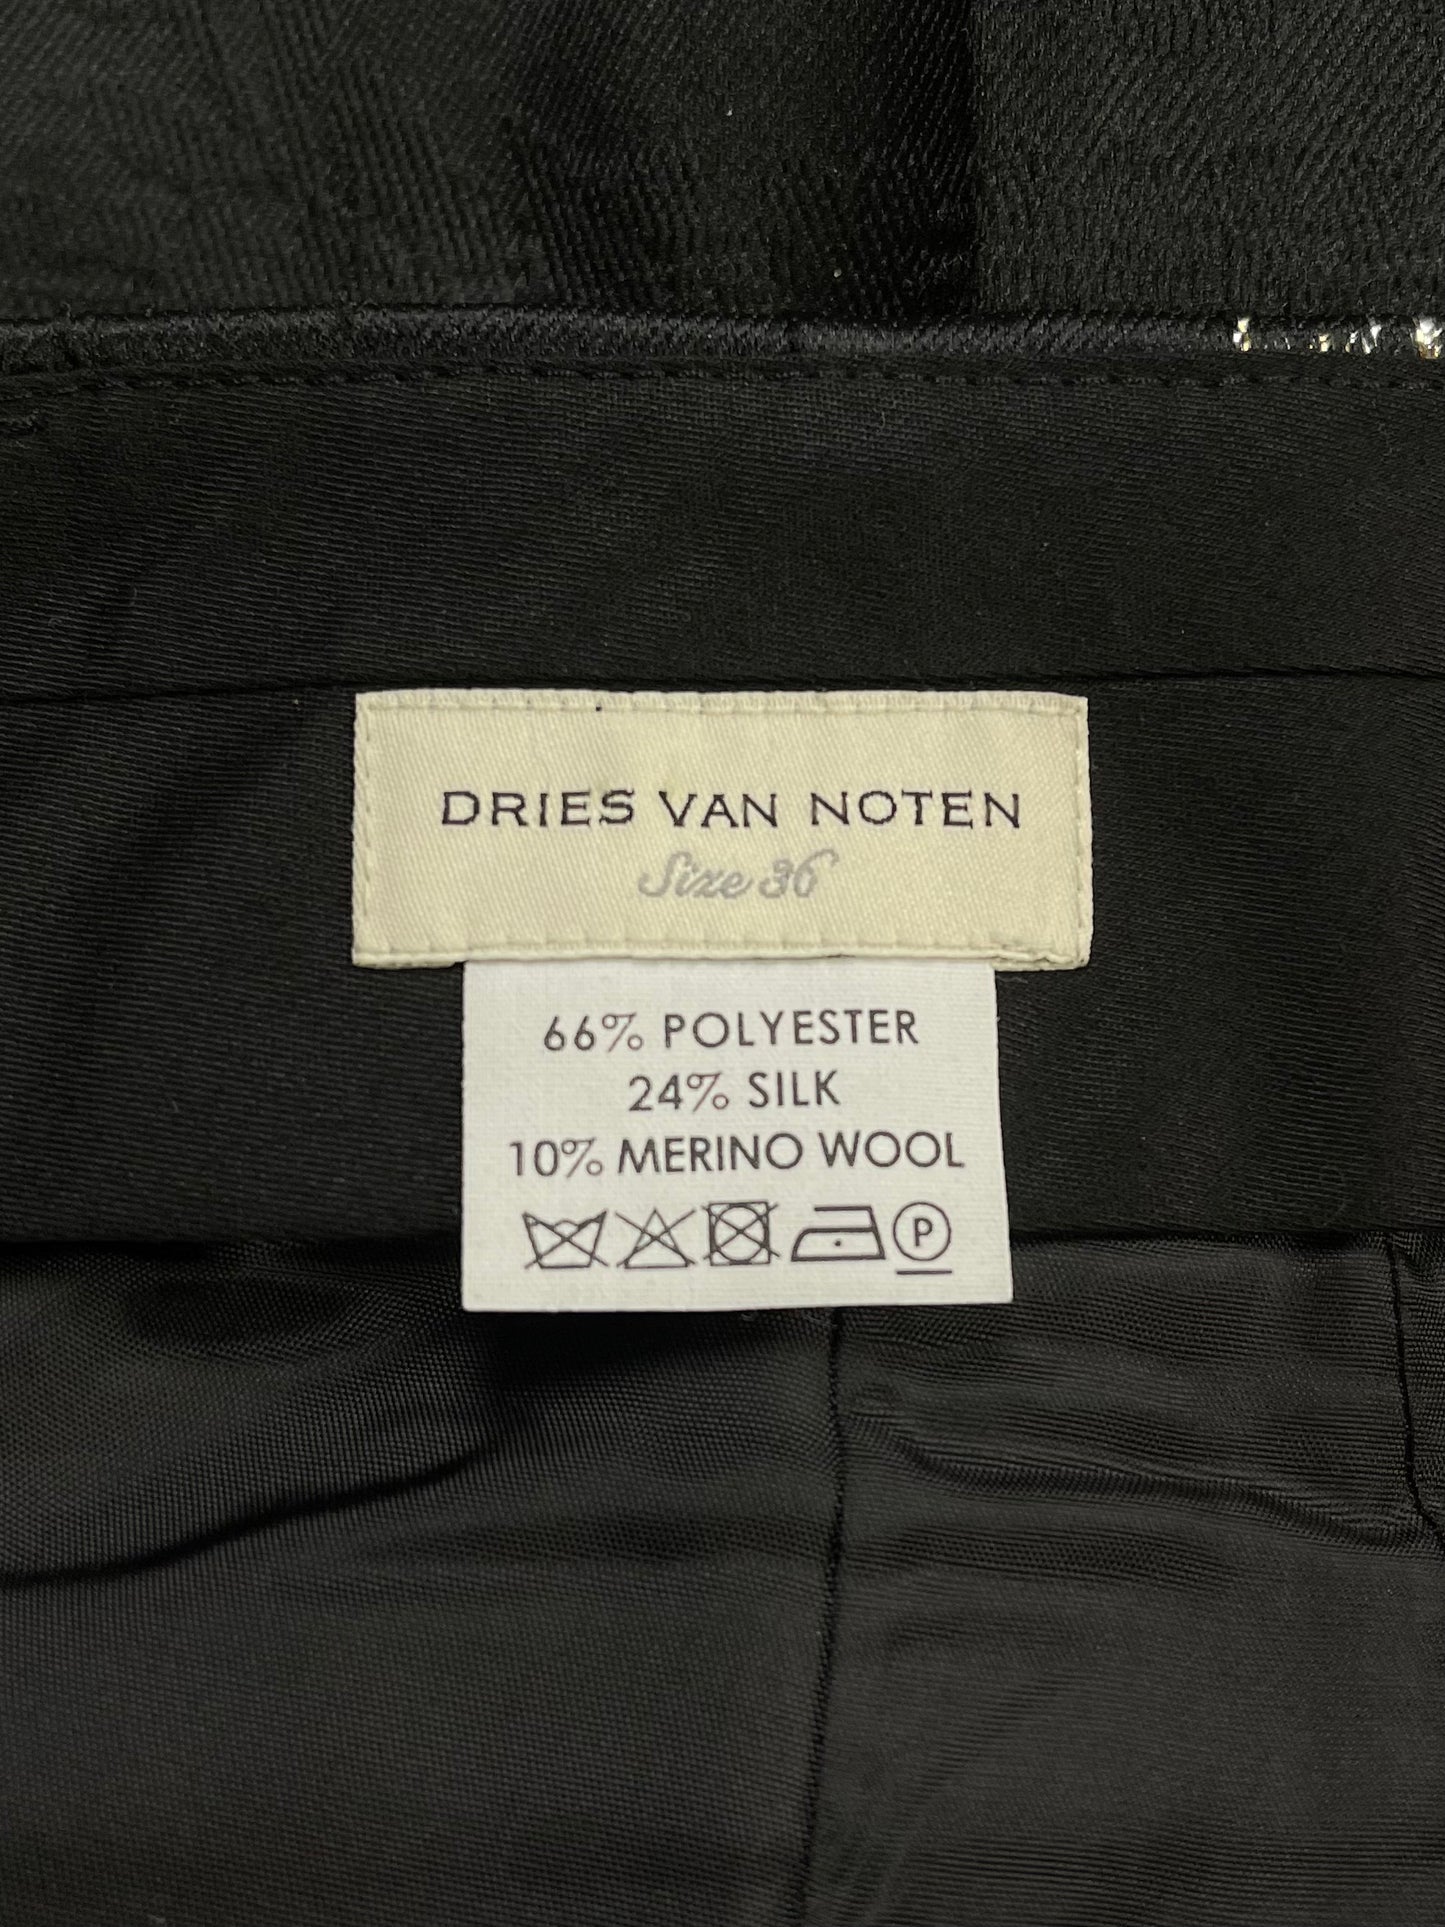 DRIES VAN NOTEN
Size 36
66% POLYESTER
24% SILK
10% MERINO WOOL
P